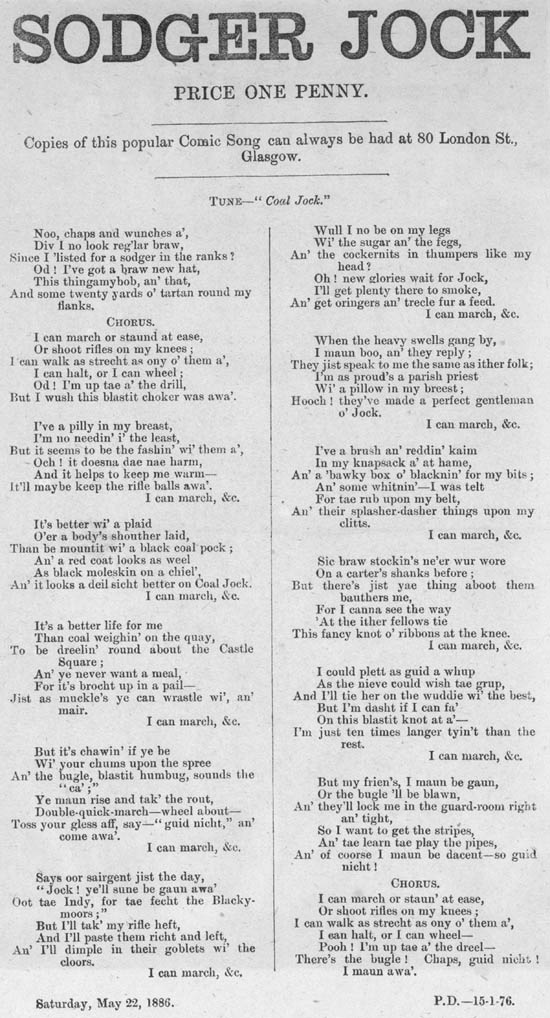 SODGER JOCK
PRICE ONE PENNY.
Copies of this popular Comic Song can always be had at 80 London St.,
Glasgow.
TUNE—"Coal Jock."
Noo, chaps and wunches a',
Div I no look reg'lar braw,
Since I 'listed for a sodger in the ranks?
Od! I've got a braw new hat,
This thingamybob, an' that,
And some twenty yards o' tartan round my
flanks.
CHORUS.
I can march or staund at ease,
Or shoot rifles on my knees;
I can walk as strecht as ony o' them a',
I can halt, or I can wheel;
Od! I'm up tae a' the drill,
But I wush this blastit choker was awa'.
I've a pilly in my breast,
I'm no needin' i' the least,
But it seems to be the fashin' wi' them a',
Och! it doesna dae nae harm,
And it helps to keep me warm—
It'll maybe keep the rifle balls awa'.
I can march, &c.
It's better wi' a plaid
O'er a body's shouther laid,
Than be mountit wi' a black coal pock;
An' a red coat looks as weel
As black moleskin on a chiel',
An' it looks a deil sicht better on Coal Jock.
I can march, &c.
It's a better life for me
Than coal weighin' on the quay,
To be dreelin' round about the Castle
Square;
An' ye never want a meal,
For it's brocht up in a pail—
Jist as muckle's ye can wrastle wi', an'
mair.
I can march, &c.
But it's chawin' if ye be
Wi' your chums upon the spree
An' the bugle, blastit humbug, sounds the
"ca';"
Ye maun rise and tak' the rout,
Double-quick-march—wheel about—
Toss your gless aff, say—"guid nicht," an'
come awa'.
I can march, &c.
Says oor sairgent jist the day,
"Jock! ye'll sune be gaun awa'
Oot tae Indy, for tae fecht the Blacky-
moors;"
But I'll tak' my rifle heft,
And I'll paste them richt and left,
An' I'll dimple in their goblets wi' the
cloors.
I can march, &c.
Wull I no be on my legs
Wi' the sugar an' the fegs,
An' the cockernits in thumpers like my
head?
Oh! new glories wait for Jock,
I'll get plenty there to smoke,
An' get oringers an' trecle fur a feed.
I can march, &c.
When the heavy swells gang by,
I maun boo, an' they reply;
They jist speak to me the same as ither folk;
I'm as proud's a parish priest
Wi' a pillow in my breest;
Hooch! they've made a perfect gentleman
o' Jock.
I can march, &c.
I've a brush an' reddin' kaim
In my knapsack a' at hame,
An' a 'bawky box o' blacknin' for my bits;
An' some whitnin'—I was telt
For tae rub upon my belt,
An' their splasher-dasher things upon my
clitts.
I can march, &c.
Sic braw stockin's ne'er wur wore
On a carter's shanks before;
But there's jist yae thing aboot them
bauthers me,
For I canna see the way
'At the ither fellows tie
This fancy knot o' ribbons at the knee.
I can march, &c.
I could plett as guid a whup
As the nieve could wish tae grup,
And I'll tie her on the wuddie wi' the best,
But I'm dasht if I can fa'
On this blastit knot at a'—
I'm just ten times langer tyin't than the
rest.
I can march, &c.
But my frien's, I maun be gaun,
Or the bugle 'll be blawn,
An' they'll lock me in the guard-room right
an' tight,
So I want to get the stripes,
An' tae learn tae play the pipes,
An' of coorse I maun be dacent—so guid
nicht!
CHORUS.
I can march or staun' at ease,
Or shoot rifles on my knees;
I can walk as strecht as ony o' them a',
I can halt, or I can wheel—
Pooh! I'm up tae a' the dreel—
There's the bugle! Chaps, guid nicht!
I maun awa'.
Saturday, May 22, 1886.
P.D.—15-1-76.